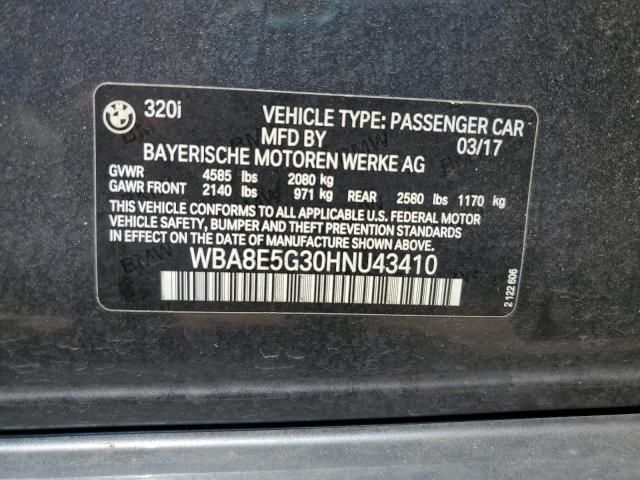 320i VEHICLE TYPE: PASSENGER CAR
MFD BY 03/17
BAYERISCHE MOTOREN WERKE AG
GVWR 4585 lbs 2080 kg
GAWR FRONT 2140 lbs 971 kg REAR 2580 lbs 1170 kg
THIS VEHICLE CONFORMS TO ALL APPLICABLE U.S. FEDERAL MOTOR
VEHICLE SAFETY, BUMPER AND THEFT PREVENTION STANDARDS
IN EFFECT ON THE DATE OF MANUFACTURE SHOWN ABOVE.
WBA8E5G30HNU43410
2 122 606